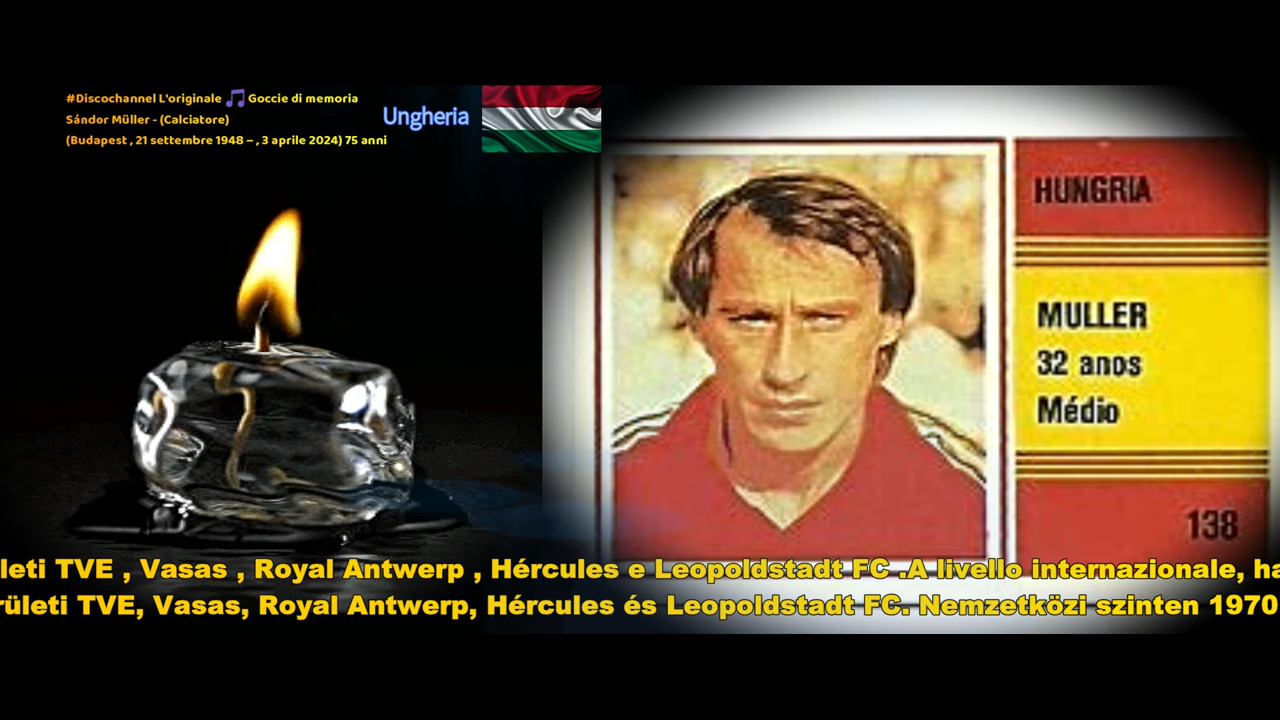 #Discochannel L'originale 🎵 Goccie di memoria
Sándor Müller - (Calciatore)
(Budapest , 21 settembre 1948 – , 3 aprile 2024) 75 anni
Ungheria
HUNGRIA
MULLER
32 anos
Médio
138
leti TVE , Vasas , Royal Antwerp , Hércules e Leopoldstadt FC .A livello internazionale, ha
rületi TVE, Vasas, Royal Antwerp, Hércules és Leopoldstadt FC. Nemzetközi szinten 1970